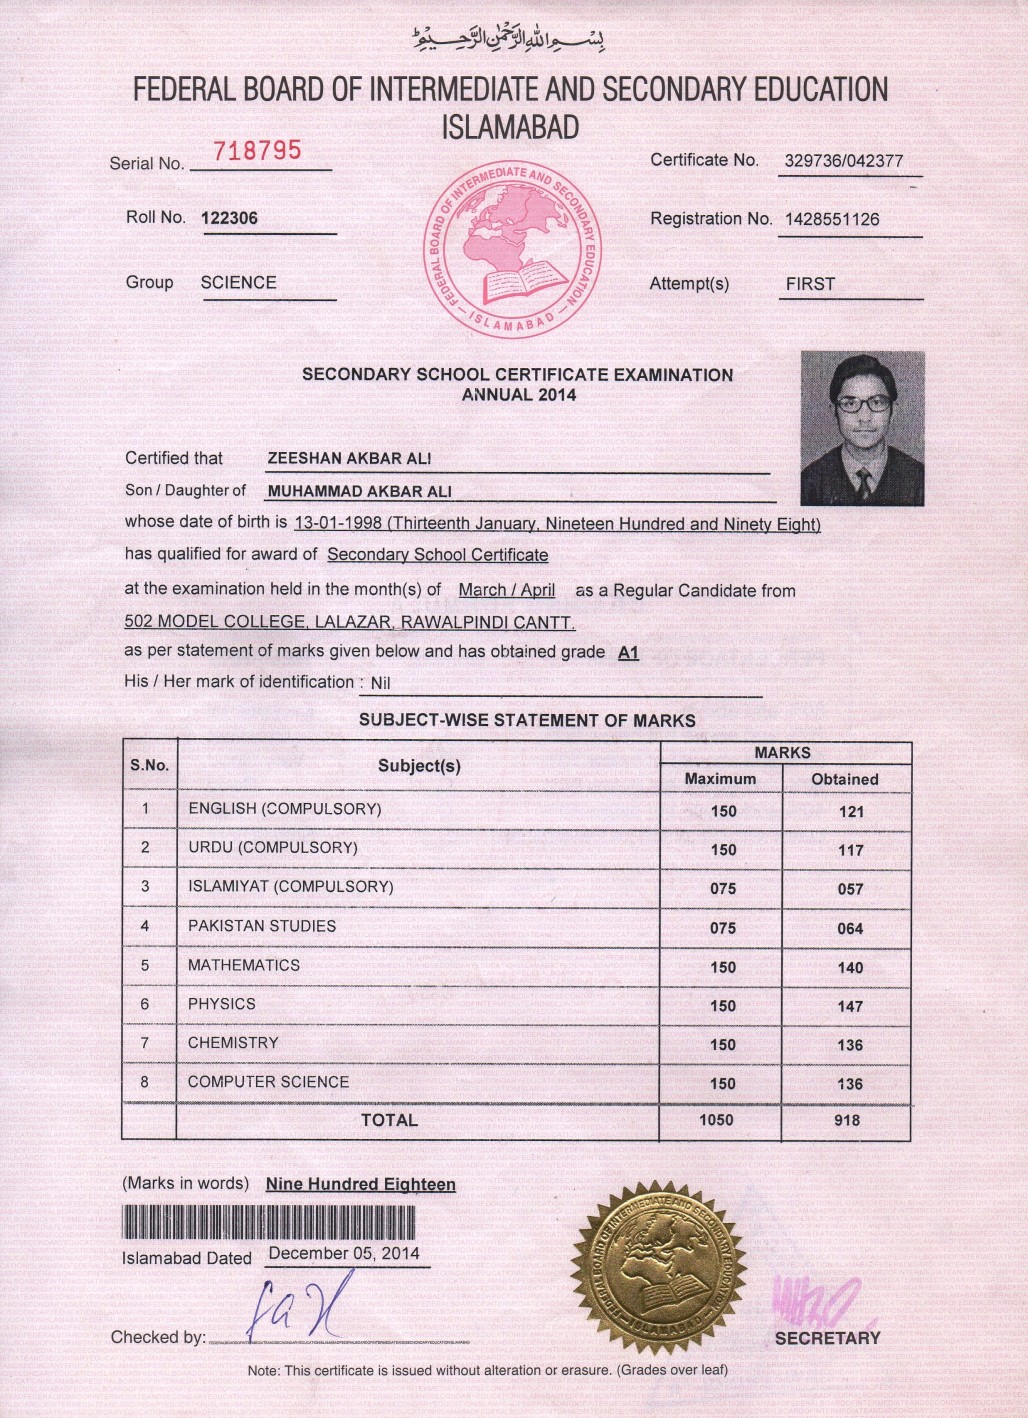 بِسْمِ اللهِ الرَّحْمٰنِ الرَّحِيْمِ
FEDERAL BOARD OF INTERMEDIATE AND SECONDARY EDUCATION
ISLAMABAD
Serial No. 718795
Certificate No. 329736/042377
Roll No. 122306
Registration No. 1428551126
Group SCIENCE
Attempt(s) FIRST
FEDERAL BOARD OF INTERMEDIATE AND SECONDARY EDUCATION
— ISLAMABAD —
SECONDARY SCHOOL CERTIFICATE EXAMINATION
ANNUAL 2014
Certified that ZEESHAN AKBAR ALI
Son / Daughter of MUHAMMAD AKBAR ALI
whose date of birth is 13-01-1998 (Thirteenth January, Nineteen Hundred and Ninety Eight)
has qualified for award of Secondary School Certificate
at the examination held in the month(s) of March / April as a Regular Candidate from
502 MODEL COLLEGE, LALAZAR, RAWALPINDI CANTT.
as per statement of marks given below and has obtained grade A1
His / Her mark of identification : Nil
SUBJECT-WISE STATEMENT OF MARKS
S.No. Subject(s) MARKS
Maximum Obtained
1 ENGLISH (COMPULSORY) 150 121
2 URDU (COMPULSORY) 150 117
3 ISLAMIYAT (COMPULSORY) 075 057
4 PAKISTAN STUDIES 075 064
5 MATHEMATICS 150 140
6 PHYSICS 150 147
7 CHEMISTRY 150 136
8 COMPUTER SCIENCE 150 136
TOTAL 1050 918
(Marks in words) Nine Hundred Eighteen
Islamabad Dated December 05, 2014
FEDERAL BOARD OF INTERMEDIATE AND SECONDARY EDUCATION
— ISLAMABAD —
Checked by:
SECRETARY
Note: This certificate is issued without alteration or erasure. (Grades over leaf)